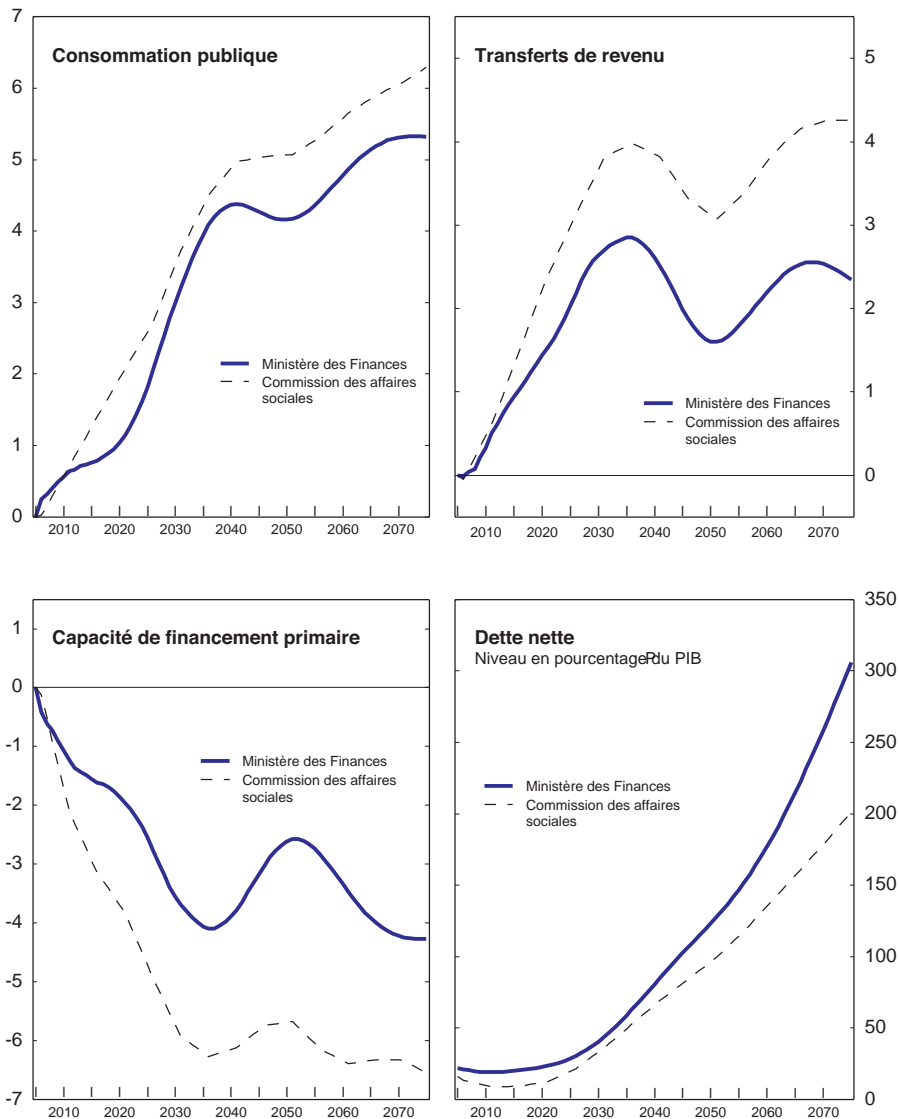 Consommation publique
7
6
5
4
3
2
1
0
Ministère des Finances
Commission des affaires
sociales
2010 2020 2030 2040 2050 2060 2070
Transferts de revenu
5
4
3
2
1
0
Ministère des Finances
Commission des affaires
sociales
2010 2020 2030 2040 2050 2060 2070
Capacité de financement primaire
1
0
-1
-2
-3
-4
-5
-6
-7
Ministère des Finances
Commission des affaires
sociales
2010 2020 2030 2040 2050 2060 2070
Dette nette
Niveau en pourcentage du PIB
350
300
250
200
150
100
50
0
Ministère des Finances
Commission des affaires
sociales
2010 2020 2030 2040 2050 2060 2070